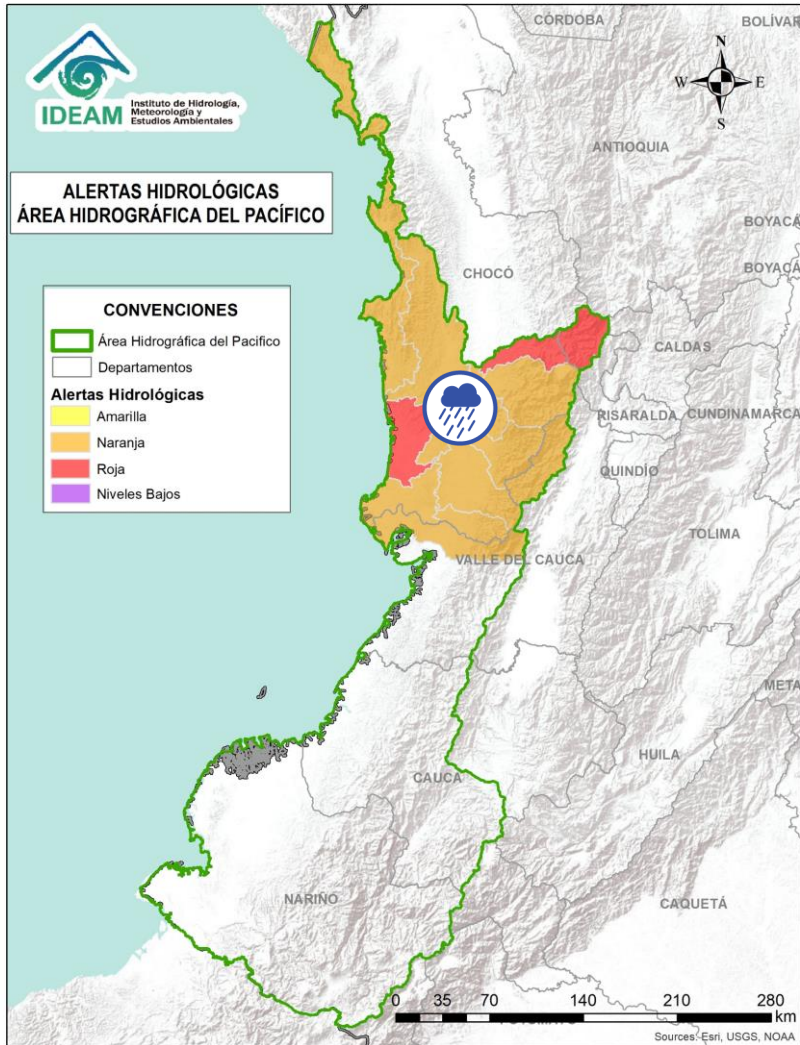 IDEAM
Instituto de Hidrología,
Meteorología y
Estudios Ambientales
ALERTAS HIDROLÓGICAS
ÁREA HIDROGRÁFICA DEL PACÍFICO
CONVENCIONES
Área Hidrográfica del Pacifico
Departamentos
Alertas Hidrológicas
Amarilla
Naranja
Roja
Niveles Bajos
N
W E
S
CÓRDOBA
BOLÍVAR
ANTIOQUIA
BOYACÁ
BOYACÁ
CHOCÓ
CALDAS
RISARALDA
CUNDINAMARCA
QUINDÍO
TOLIMA
VALLE DEL CAUCA
META
HUILA
CAUCA
NARIÑO
CAQUETÁ
0 35 70 140 210 280
km
Sources: Esri, USGS, NOAA